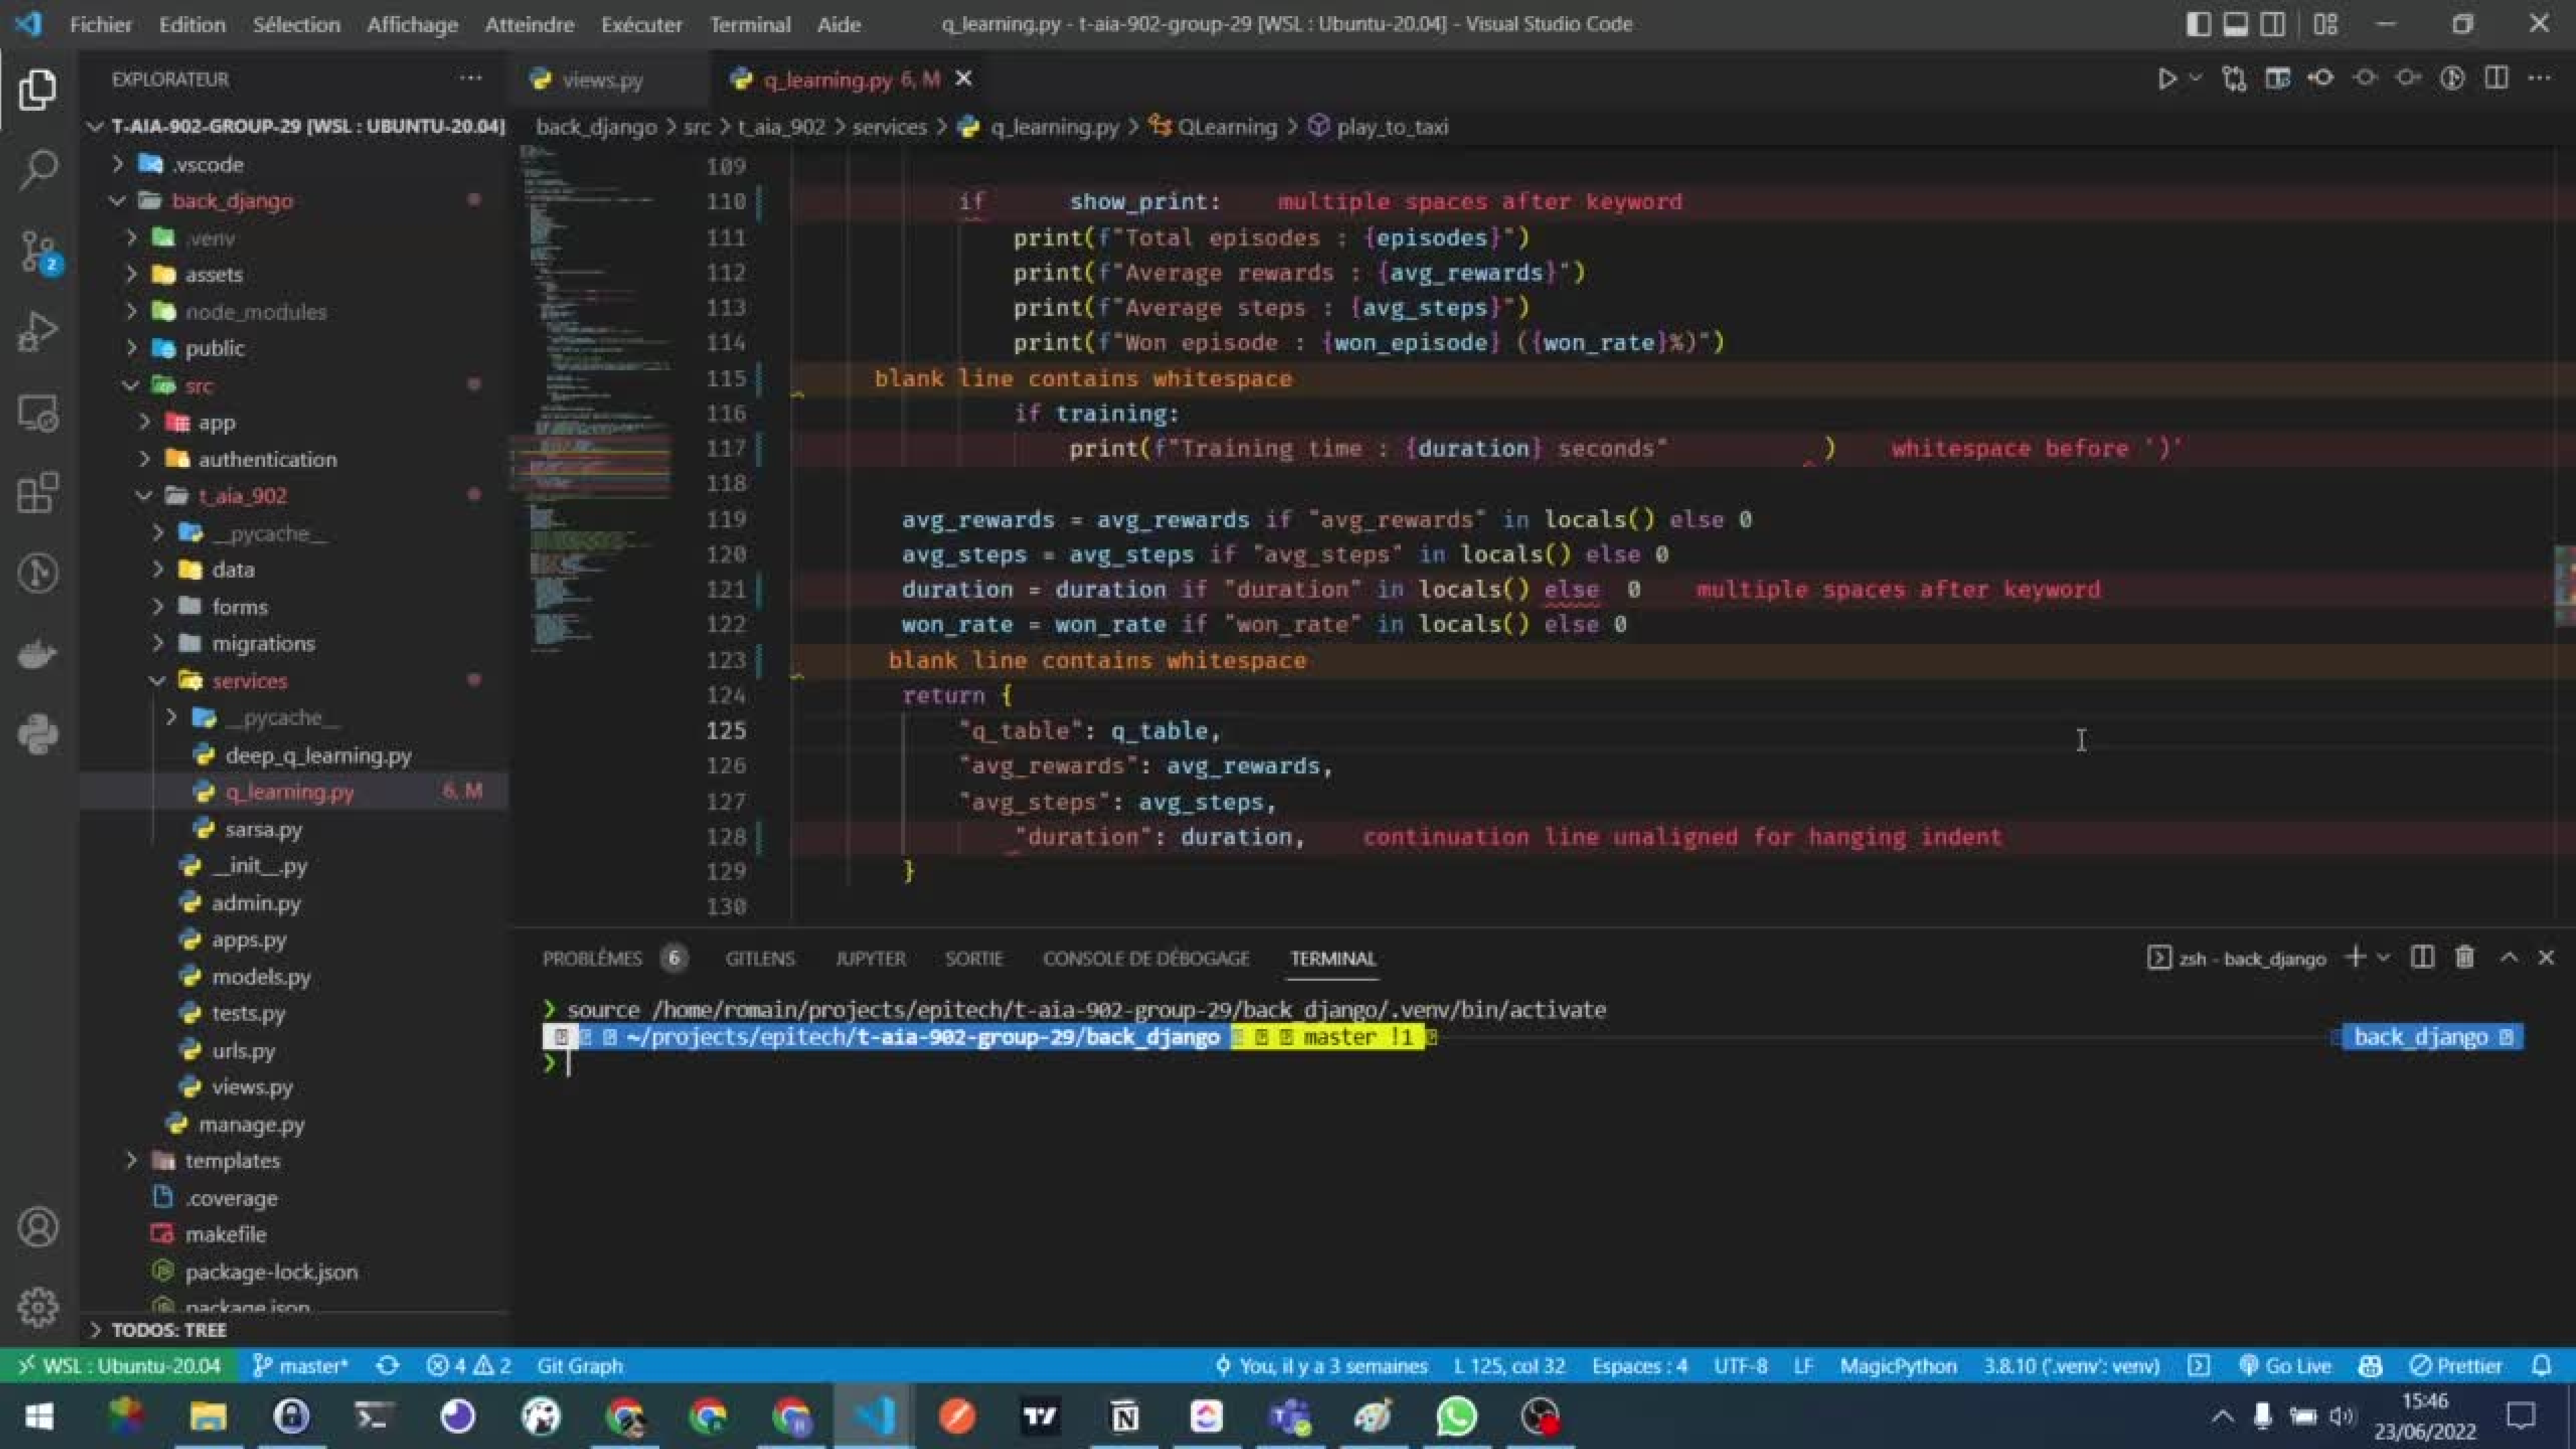 Fichier Edition Sélection Affichage Atteindre Exécuter Terminal Aide
q_learning.py - t-aia-902-group-29 [WSL : Ubuntu-20.04] - Visual Studio Code
EXPLORATEUR
views.py
q_learning.py 6, M
T-AIA-902-GROUP-29 [WSL : UBUNTU-20.04]
back_django > src > t_aia_902 > services > q_learning.py > QLearning > play_to_taxi
.vscode
back_django
.venv
assets
node_modules
public
src
app
authentication
t_aia_902
__pycache__
data
forms
migrations
services
__pycache__
deep_q_learning.py
q_learning.py 6, M
sarsa.py
__init__.py
admin.py
apps.py
models.py
tests.py
urls.py
views.py
manage.py
templates
.coverage
makefile
package-lock.json
package.json
TODOS: TREE
2
109
110 if show_print: multiple spaces after keyword
111 print(f"Total episodes : {episodes}")
112 print(f"Average rewards : {avg_rewards}")
113 print(f"Average steps : {avg_steps}")
114 print(f"Won episode : {won_episode} ({won_rate}%)")
115 blank line contains whitespace
116 if training:
117 print(f"Training time : {duration} seconds" ) whitespace before ')'
118
119 avg_rewards = avg_rewards if "avg_rewards" in locals() else 0
120 avg_steps = avg_steps if "avg_steps" in locals() else 0
121 duration = duration if "duration" in locals() else  0 multiple spaces after keyword
122 won_rate = won_rate if "won_rate" in locals() else 0
123 blank line contains whitespace
124 return {
125 "q_table": q_table,
126 "avg_rewards": avg_rewards,
127 "avg_steps": avg_steps,
128 "duration": duration, continuation line unaligned for hanging indent
129 }
130
PROBLÈMES 6 GITLENS JUPYTER SORTIE CONSOLE DE DÉBOGAGE TERMINAL
zsh - back_django
❯ source /home/romain/projects/epitech/t-aia-902-group-29/back_django/.venv/bin/activate
~/projects/epitech/t-aia-902-group-29/back_django master !1 back_django
❯
WSL : Ubuntu-20.04 master* 4 2 Git Graph You, il y a 3 semaines L 125, col 32 Espaces : 4 UTF-8 LF MagicPython 3.8.10 ('.venv': venv) Go Live Prettier
15:46
23/06/2022